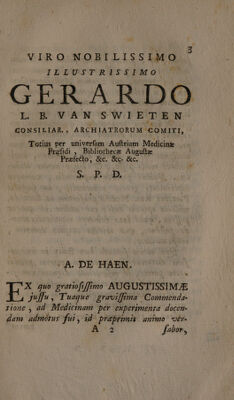 3
VIRO NOBILISSIMO
ILLUSTRISSIMO
GERARDO
L. B. VAN SWIETEN
CONSILIAR., ARCHIATRORUM COMITI,
Totius per universam Austriam Medicinæ
Præsidi, Bibliothecæ Augustæ
Præfecto, &c. &c. &c.
S. P. D.
A. DE HAEN.
EX quo gratiosissimo AUGUSTISSIMÆ
jussu, Tuaque gravissima Commenda-
tione, ad Medicinam per experimenta docen-
dam admotus fui, id præprimis animo ver-
A 2 sabor,